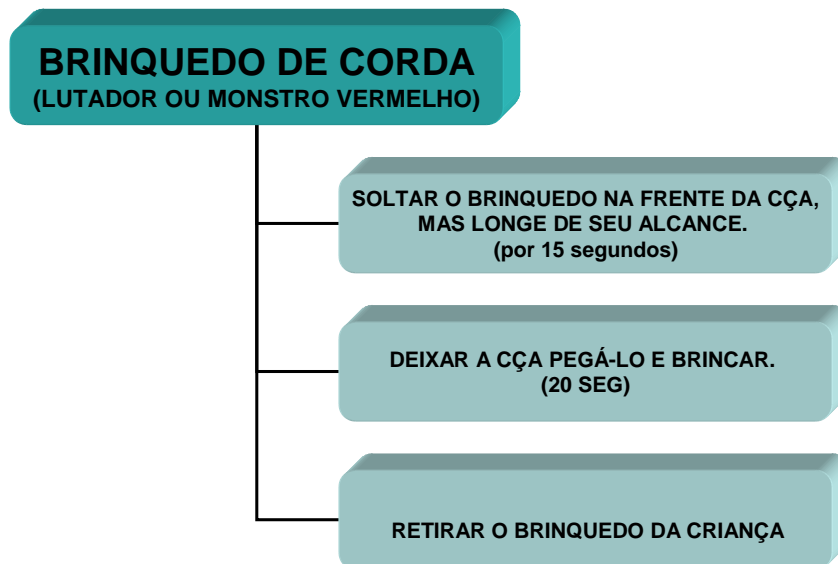 BRINQUEDO DE CORDA
(LUTADOR OU MONSTRO VERMELHO)
SOLTAR O BRINQUEDO NA FRENTE DA CÇA,
MAS LONGE DE SEU ALCANCE.
(por 15 segundos)
DEIXAR A CÇA PEGÁ-LO E BRINCAR.
(20 SEG)
RETIRAR O BRINQUEDO DA CRIANÇA